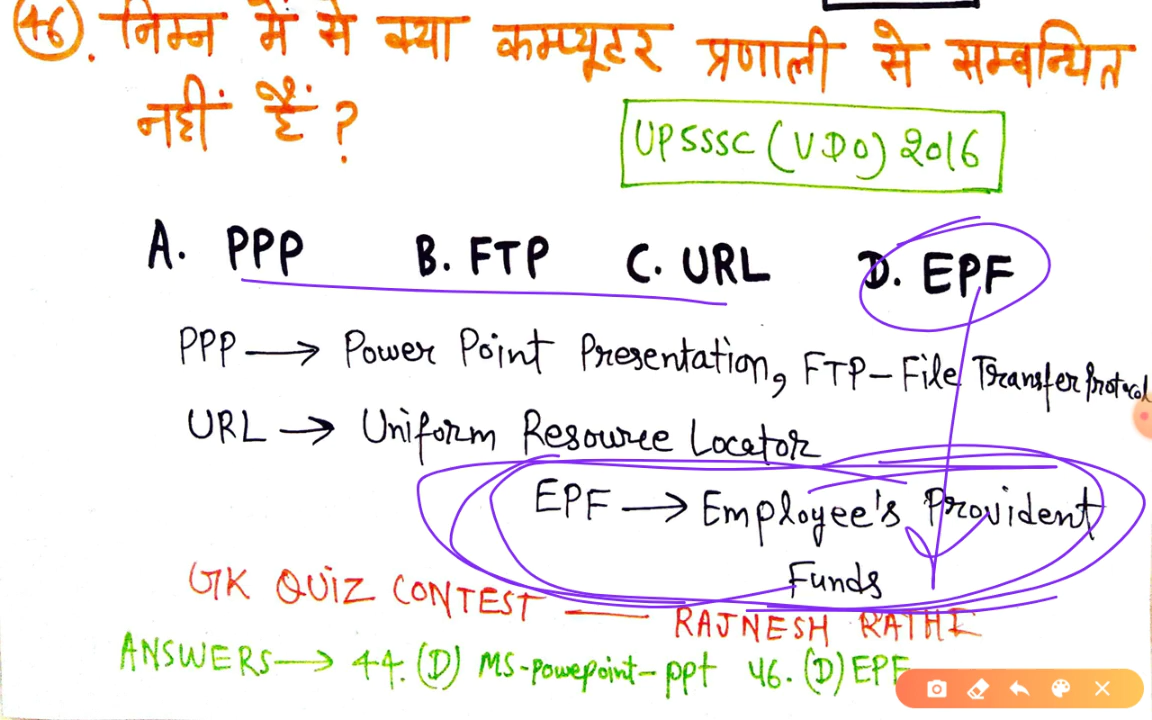 46. निम्न में से क्या कम्प्यूटर प्रणाली से सम्बन्धित
नहीं हैं ?
UPSSSC (VDO) 2016
A. PPP B. FTP C. URL D. EPF
PPP → Power Point Presentation, FTP - File Transfer Protocol
URL → Uniform Resource Locator
EPF → Employee's Provident
Funds
GK QUIZ CONTEST — RAJNESH RATHI
ANSWERS → 44. (D) MS-powepoint-ppt 46. (D) EPF